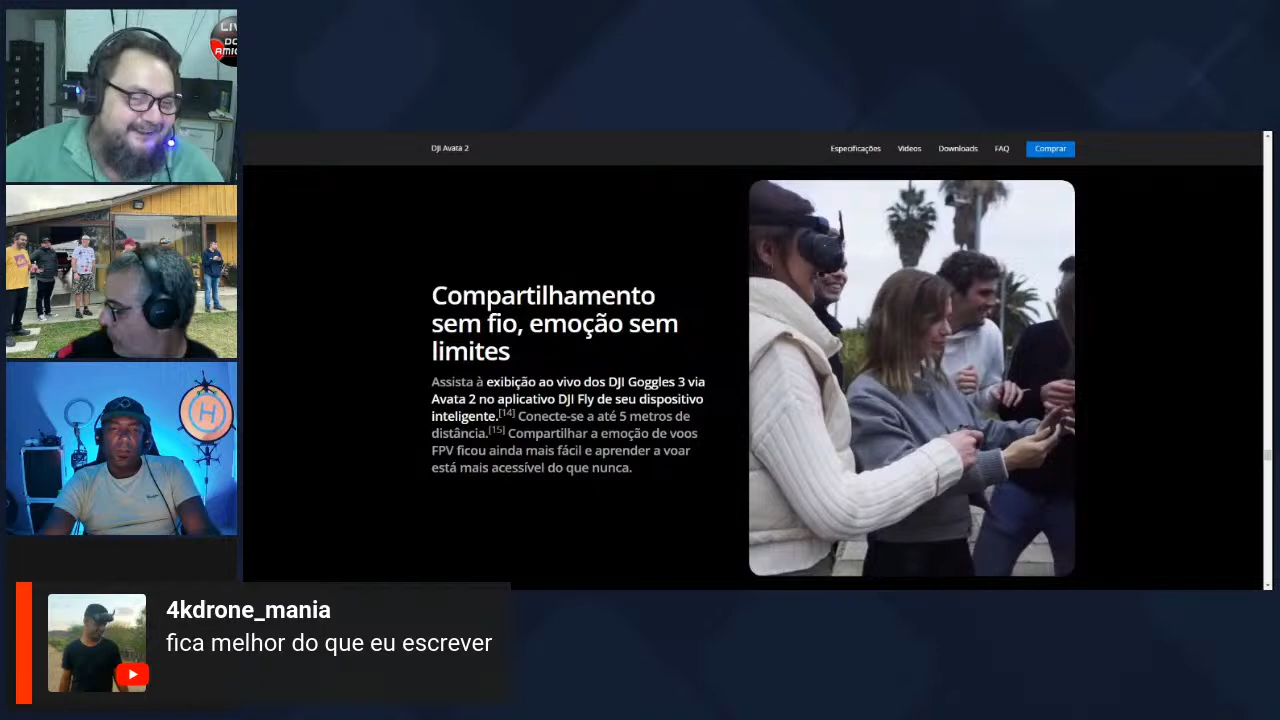 DJI Avata 2
Especificações
Videos
Downloads
FAQ
Comprar
Compartilhamento
sem fio, emoção sem
limites
Assista à exibição ao vivo dos DJI Goggles 3 via
Avata 2 no aplicativo DJI Fly de seu dispositivo
inteligente.[14] Conecte-se a até 5 metros de
distância.[15] Compartilhar a emoção de voos
FPV ficou ainda mais fácil e aprender a voar
está mais acessível do que nunca.
H
4kdrone_mania
fica melhor do que eu escrever